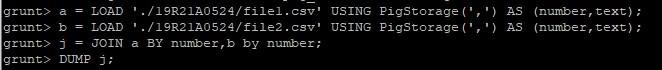 grunt> a = LOAD './19R21A0524/file1.csv' USING PigStorage(',') AS (number,text);
grunt> b = LOAD './19R21A0524/file2.csv' USING PigStorage(',') AS (number,text);
grunt> j = JOIN a BY number,b by number;
grunt> DUMP j;